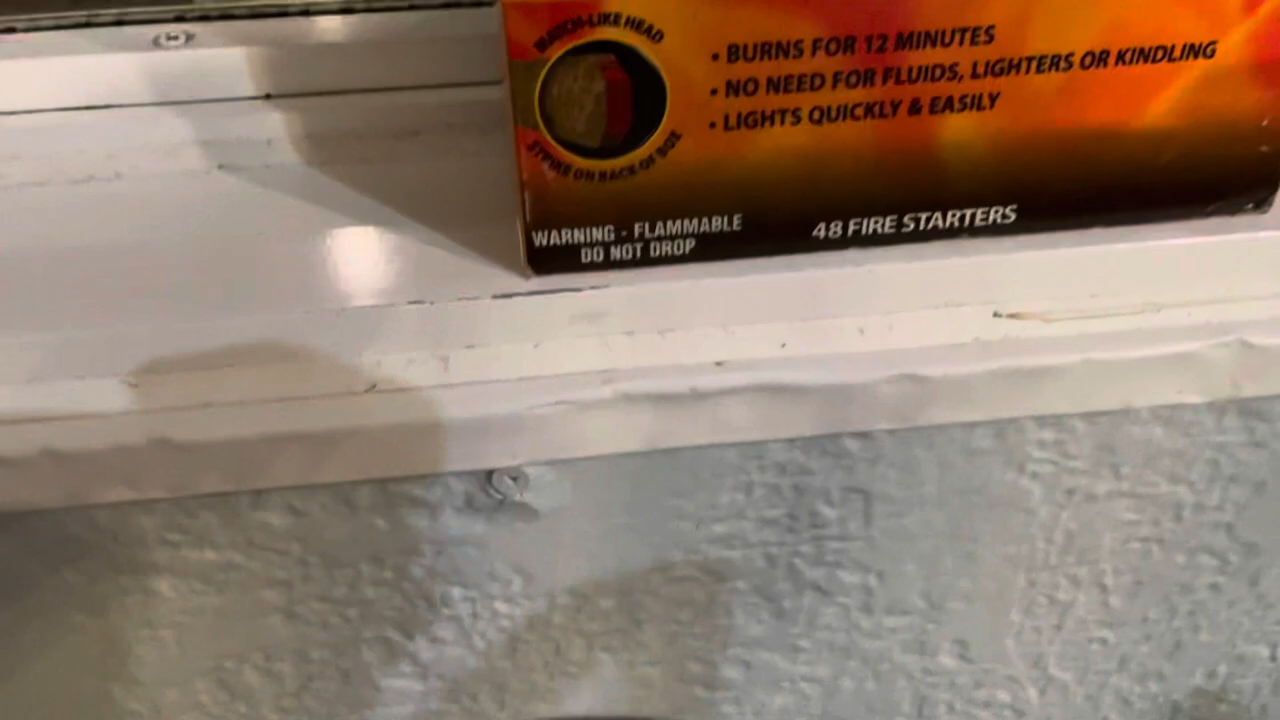 MATCH-LIKE HEAD
STRIKE ON BACK OF BOX
• BURNS FOR 12 MINUTES
• NO NEED FOR FLUIDS, LIGHTERS OR KINDLING
• LIGHTS QUICKLY & EASILY
WARNING - FLAMMABLE
DO NOT DROP
48 FIRE STARTERS